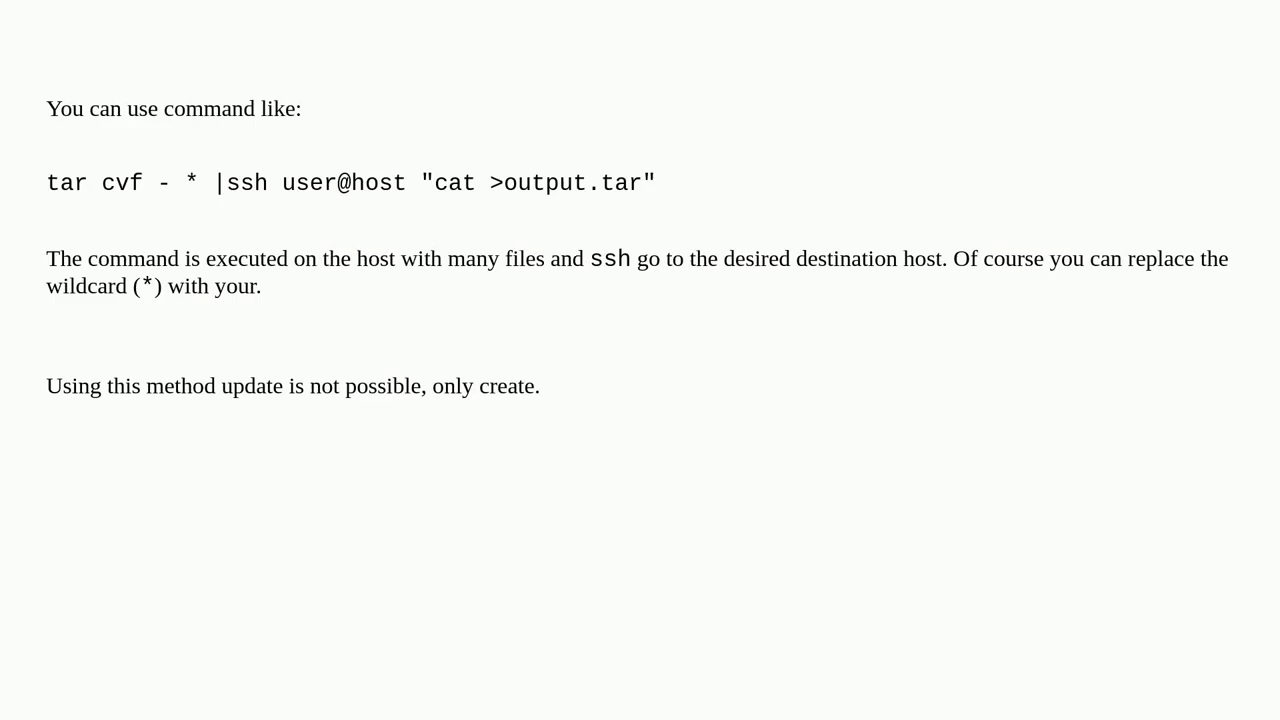 You can use command like:
tar cvf - * |ssh user@host "cat >output.tar"
The command is executed on the host with many files and ssh go to the desired destination host. Of course you can replace the
wildcard (*) with your.
Using this method update is not possible, only create.